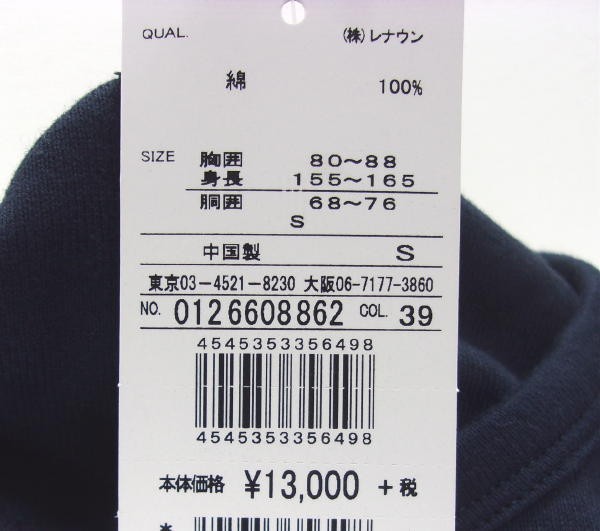 QUAL. (株)レナウン
綿 100%
SIZE 胸囲 80〜88
身長 155〜165
胴囲 68〜76
S
中国製 S
東京03-4521-8230 大阪06-7177-3860
NO. 0126608862 COL. 39
4545353356498
4545353356498
本体価格 ¥13,000 +税
*